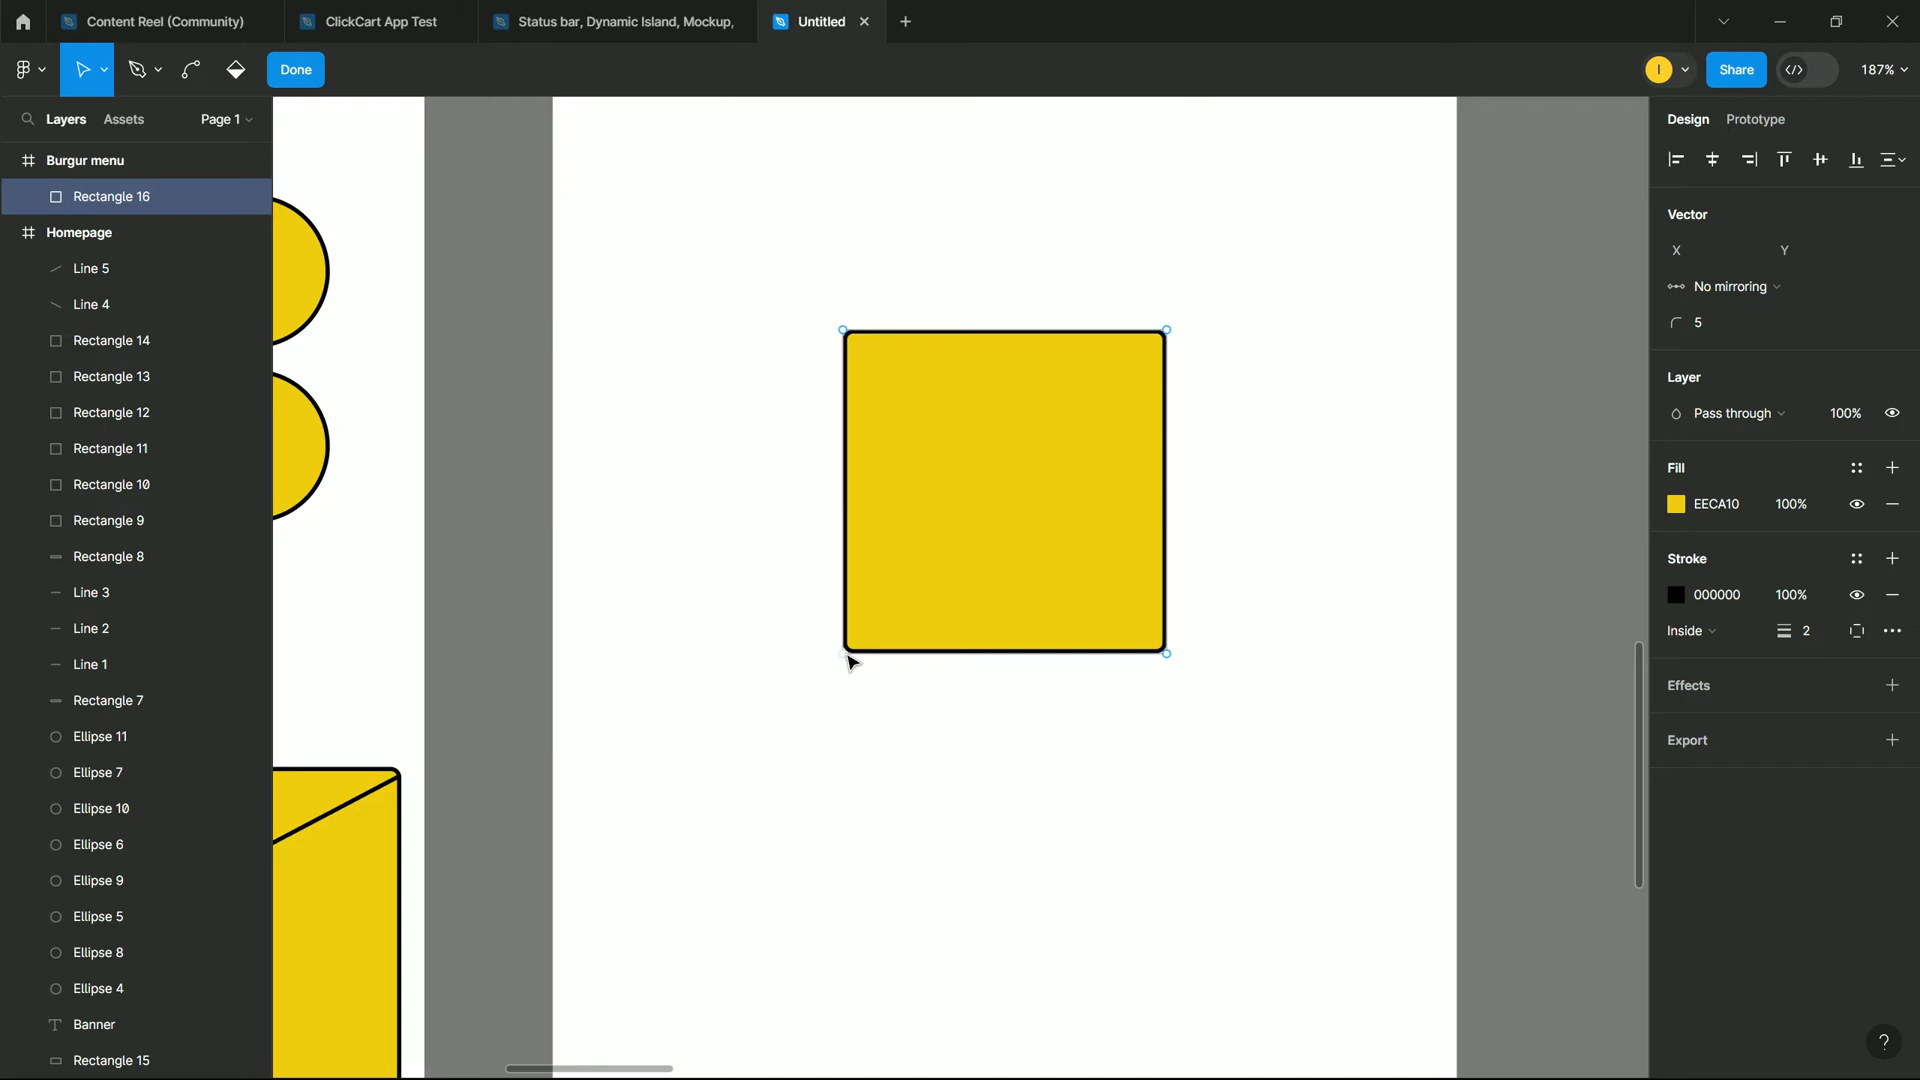 Content Reel (Community)
ClickCart App Test
Status bar, Dynamic Island, Mockup,
Untitled
Done
I
Share
187%
Layers
Assets
Page 1
Burgur menu
Rectangle 16
Homepage
Line 5
Line 4
Rectangle 14
Rectangle 13
Rectangle 12
Rectangle 11
Rectangle 10
Rectangle 9
Rectangle 8
Line 3
Line 2
Line 1
Rectangle 7
Ellipse 11
Ellipse 7
Ellipse 10
Ellipse 6
Ellipse 9
Ellipse 5
Ellipse 8
Ellipse 4
Banner
Rectangle 15
Design
Prototype
Vector
X
Y
No mirroring
5
Layer
Pass through
100%
Fill
EECA10
100%
Stroke
000000
100%
Inside
2
Effects
Export
?